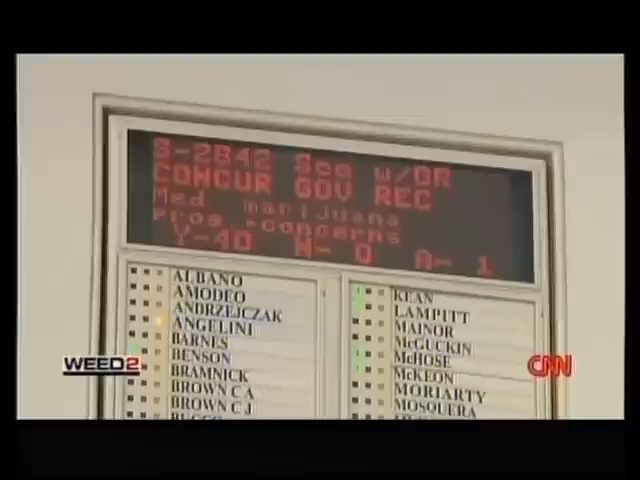 S-2842 Sca w/GR
CONCUR GOV REC
Med marijuana
Prog.-concerns
Y-40 N- 0 A- 1
ALBANO
AMODEO
ANDRZEJCZAK
ANGELINI
BARNES
BENSON
BRAMNICK
BROWN C A
BROWN C J
KEAN
LAMPITT
MAINOR
McGUCKIN
McHOSE
McKEON
MORIARTY
MOSQUERA
WEED2
CNN